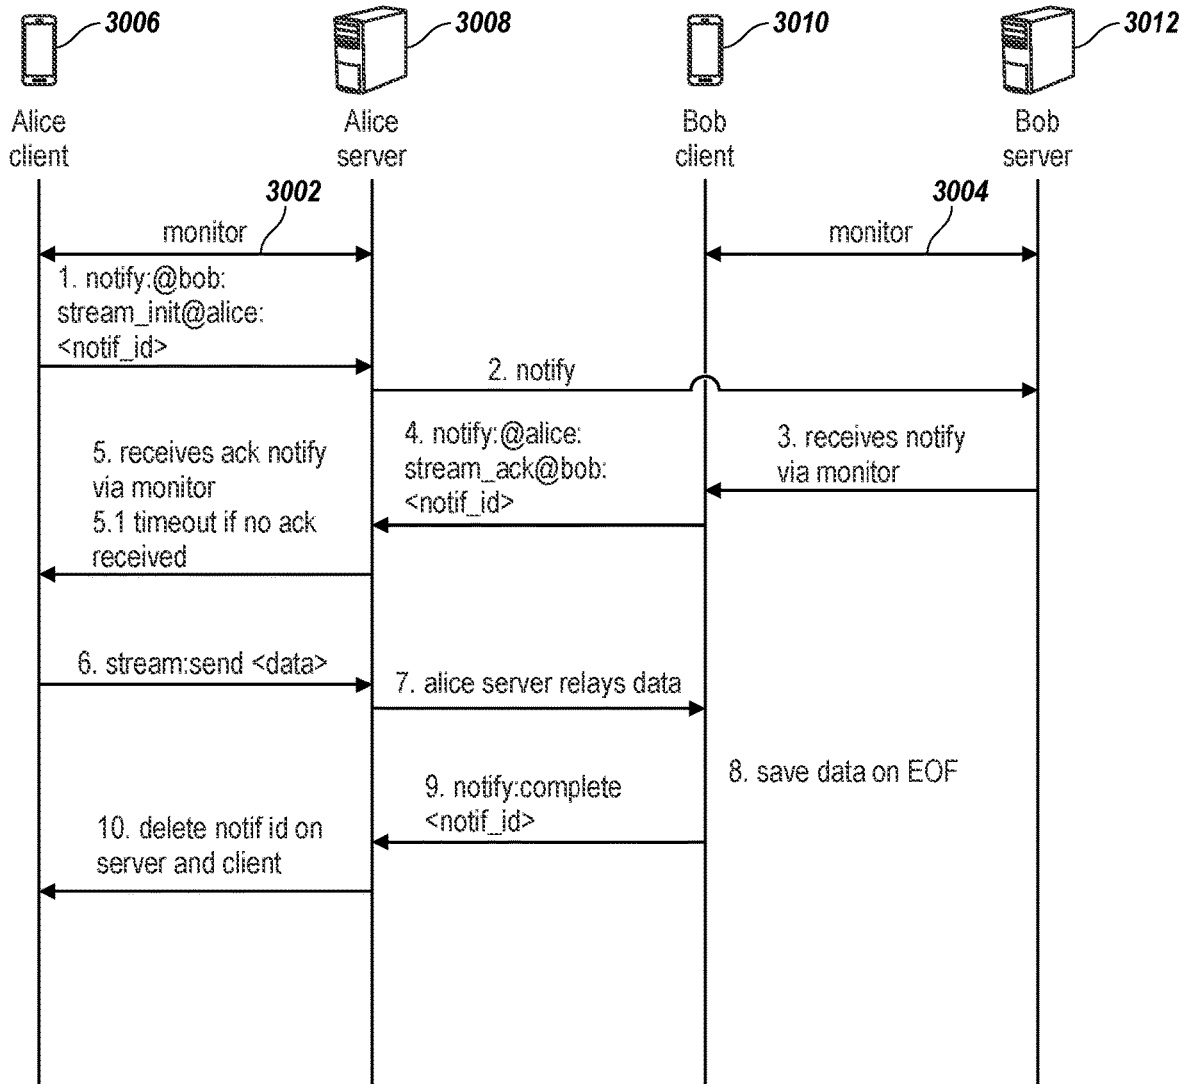 3006
3008
3010
3012
Alice
client
Alice
server
Bob
client
Bob
server
3002
3004
monitor
monitor
1. notify:@bob:
stream_init@alice:
<notif_id>
2. notify
3. receives notify
via monitor
4. notify:@alice:
stream_ack@bob:
<notif_id>
5. receives ack notify
via monitor
5.1 timeout if no ack
received
6. stream:send <data>
7. alice server relays data
8. save data on EOF
9. notify:complete
<notif_id>
10. delete notif id on
server and client